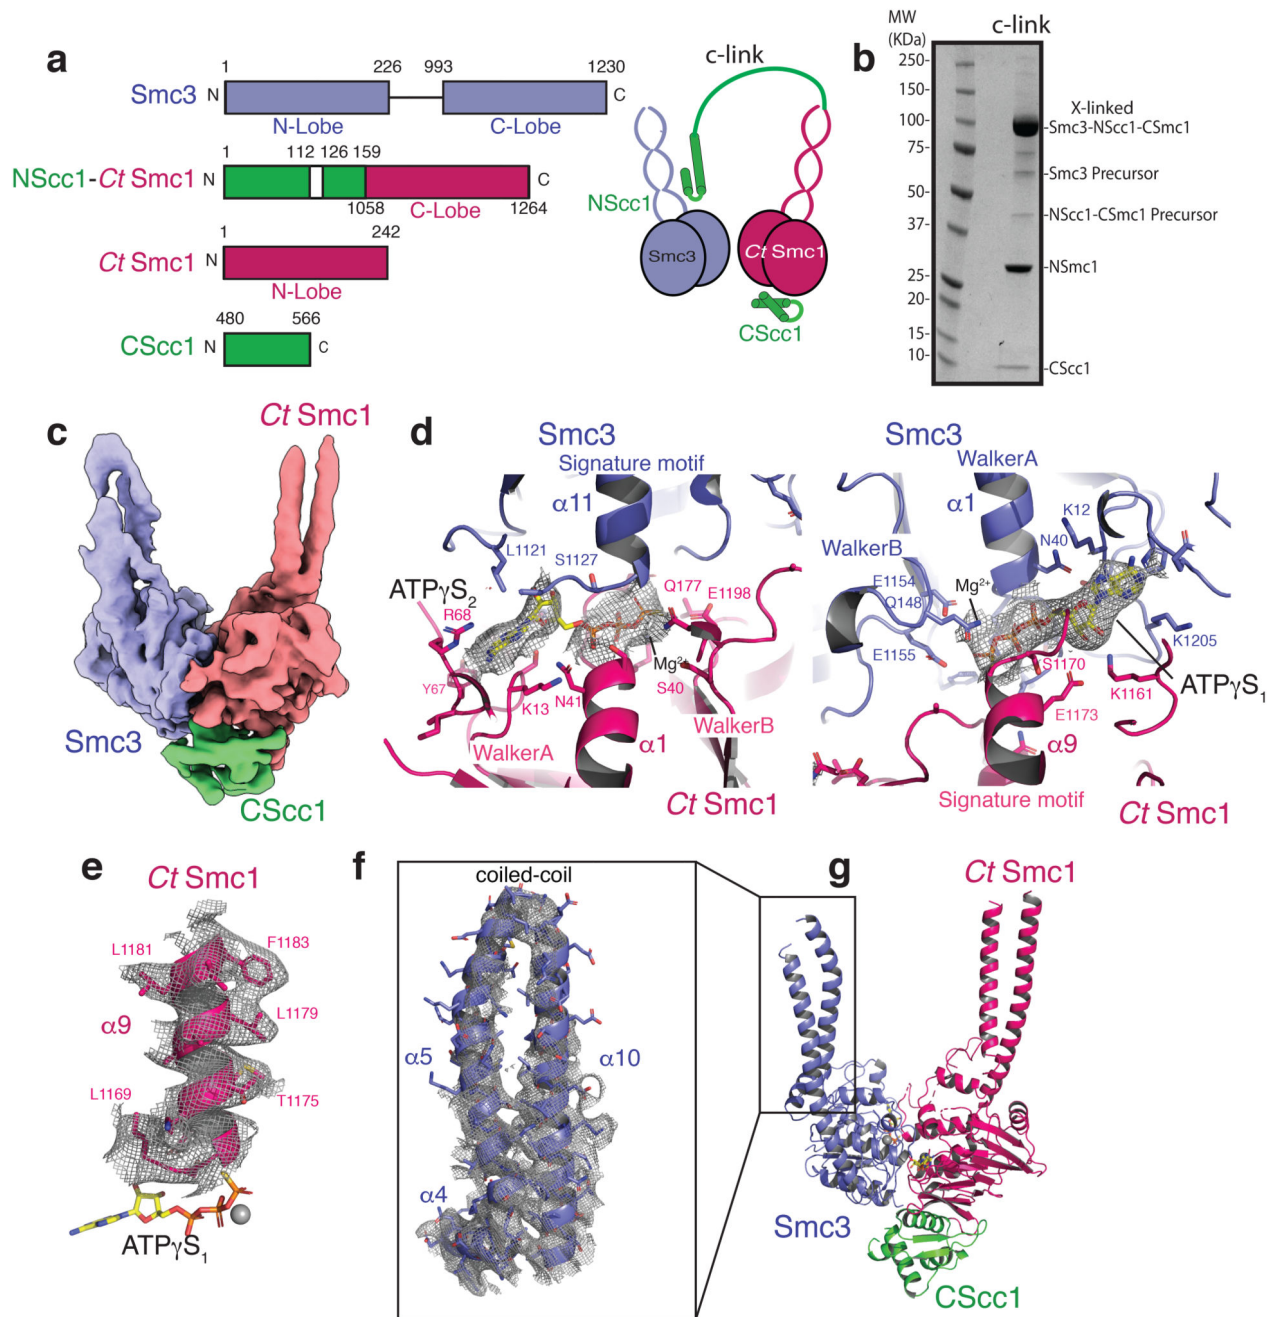 a
1 226 993 1230
Smc3 N C
N-Lobe C-Lobe
1 112 126 159
NScc1-Ct Smc1 N C
1058 C-Lobe 1264
1 242
Ct Smc1 N
N-Lobe
480 566
CScc1 N C
c-link
NScc1
Smc3
Ct Smc1
CScc1
b
MW
(KDa)
c-link
250-
150-
100-
75-
50-
37-
25-
20-
15-
10-
X-linked
-Smc3-NScc1-CSmc1
-Smc3 Precursor
-NScc1-CSmc1 Precursor
-NSmc1
-CScc1
c
Ct Smc1
Smc3
CScc1
d
Smc3
Signature motif
α11
L1121
S1127
ATPγS2
R68
Q177
E1198
Mg2+
Y67
K13
N41
S40
WalkerA
α1
WalkerB
Ct Smc1
Smc3
WalkerA
α1
K12
N40
WalkerB
E1154
Mg2+
Q148
E1155
K1205
S1170
K1161
ATPγS1
E1173
α9
Signature motif
Ct Smc1
e
Ct Smc1
L1181
F1183
α9
L1179
L1169
T1175
ATPγS1
f
coiled-coil
α5
α10
α4
g
Ct Smc1
Smc3
CScc1